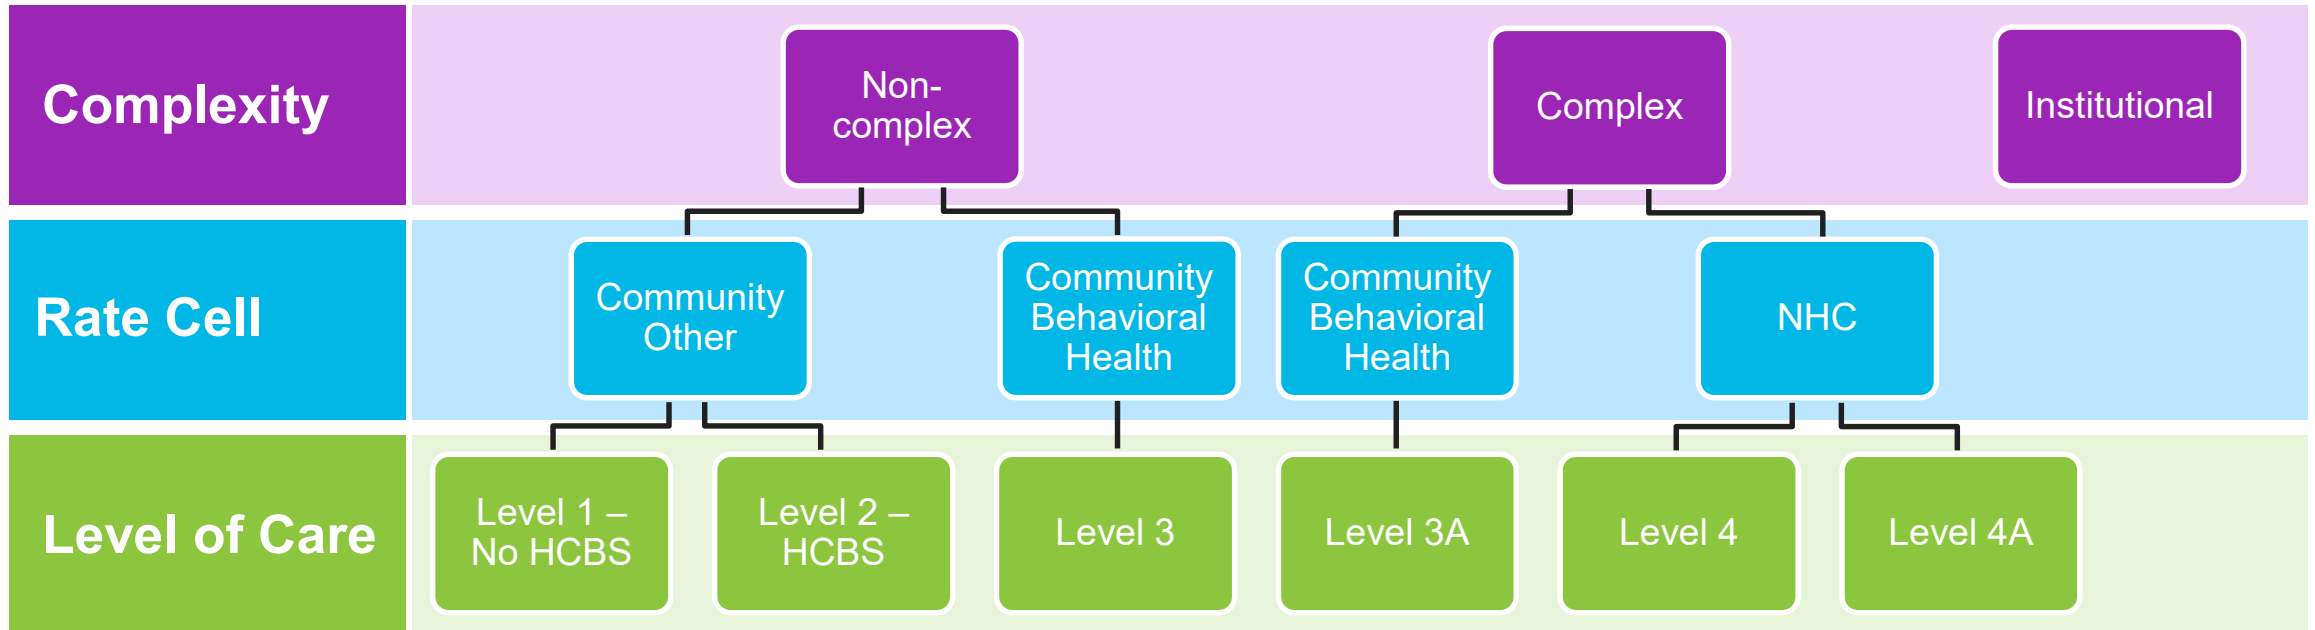 Complexity
Non-
complex
Complex
Institutional
Rate Cell
Community
Other
Community
Behavioral
Health
Community
Behavioral
Health
NHC
Level of Care
Level 1 –
No HCBS
Level 2 –
HCBS
Level 3
Level 3A
Level 4
Level 4A